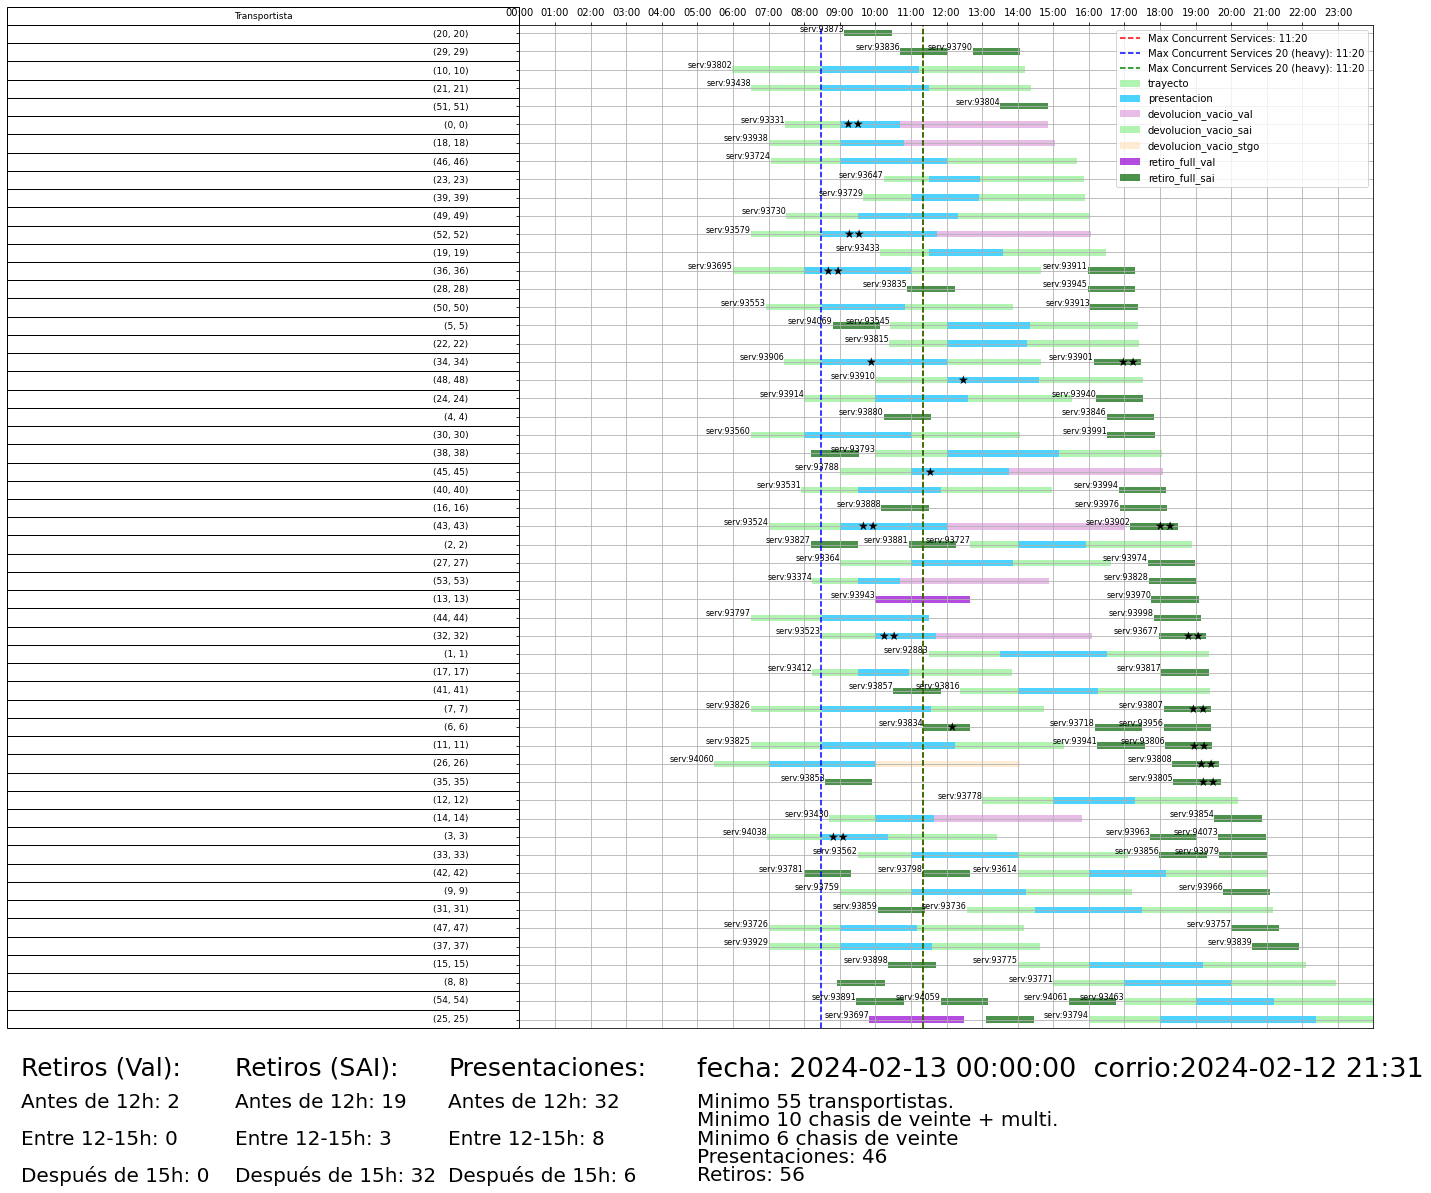 Transportista
00:00 01:00 02:00 03:00 04:00 05:00 06:00 07:00 08:00 09:00 10:00 11:00 12:00 13:00 14:00 15:00 16:00 17:00 18:00 19:00 20:00 21:00 22:00 23:00
Max Concurrent Services: 11:20
Max Concurrent Services 20 (heavy): 11:20
Max Concurrent Services 20 (heavy): 11:20
trayecto
presentacion
devolucion_vacio_val
devolucion_vacio_sai
devolucion_vacio_stgo
retiro_full_val
retiro_full_sai
(20, 20) serv:93873
(29, 29) serv:93836 serv:93790
(10, 10) serv:93802
(21, 21) serv:93438
(51, 51) serv:93804
(0, 0) serv:93331
(18, 18) serv:93938
(46, 46) serv:93724
(23, 23) serv:93647
(39, 39) serv:93729
(49, 49) serv:93730
(52, 52) serv:93579
(19, 19) serv:93433
(36, 36) serv:93695 serv:93911
(28, 28) serv:93835 serv:93945
(50, 50) serv:93553 serv:93913
(5, 5) serv:94069 serv:93545
(22, 22) serv:93815
(34, 34) serv:93906 serv:93901
(48, 48) serv:93910
(24, 24) serv:93914 serv:93940
(4, 4) serv:93880 serv:93846
(30, 30) serv:93560 serv:93991
(38, 38) serv:93793
(45, 45) serv:93788
(40, 40) serv:93531 serv:93994
(16, 16) serv:93888 serv:93976
(43, 43) serv:93524 serv:93902
(2, 2) serv:93827 serv:93881 serv:93727
(27, 27) serv:93364 serv:93974
(53, 53) serv:93374 serv:93828
(13, 13) serv:93943 serv:93970
(44, 44) serv:93797 serv:93998
(32, 32) serv:93523 serv:93677
(1, 1) serv:92883
(17, 17) serv:93412 serv:93817
(41, 41) serv:93857 serv:93816
(7, 7) serv:93826 serv:93807
(6, 6) serv:93834 serv:93718 serv:93956
(11, 11) serv:93825 serv:93941 serv:93806
(26, 26) serv:94060 serv:93808
(35, 35) serv:93853 serv:93805
(12, 12) serv:93778
(14, 14) serv:93430 serv:93854
(3, 3) serv:94038 serv:93963 serv:94073
(33, 33) serv:93562 serv:93856 serv:93979
(42, 42) serv:93781 serv:93798 serv:93614
(9, 9) serv:93759 serv:93966
(31, 31) serv:93859 serv:93736
(47, 47) serv:93726 serv:93757
(37, 37) serv:93929 serv:93839
(15, 15) serv:93898 serv:93775
(8, 8) serv:93771
(54, 54) serv:93891 serv:94059 serv:94061 serv:93463
(25, 25) serv:93697 serv:93794
Retiros (Val):
Antes de 12h: 2
Entre 12-15h: 0
Después de 15h: 0
Retiros (SAI):
Antes de 12h: 19
Entre 12-15h: 3
Después de 15h: 32
Presentaciones:
Antes de 12h: 32
Entre 12-15h: 8
Después de 15h: 6
fecha: 2024-02-13 00:00:00 corrio:2024-02-12 21:31
Minimo 55 transportistas.
Minimo 10 chasis de veinte + multi.
Minimo 6 chasis de veinte
Presentaciones: 46
Retiros: 56